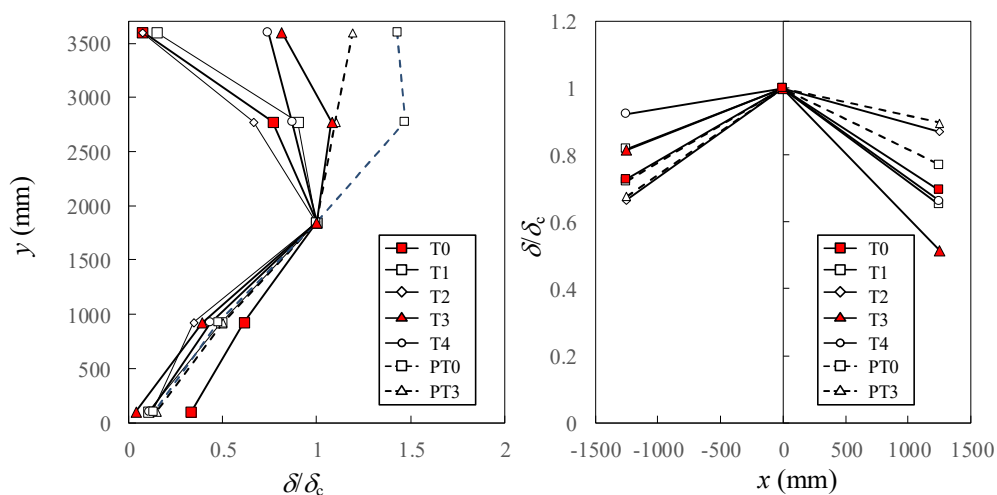 y (mm)
3500
3000
2500
2000
1500
1000
500
0
0 0.5 1 1.5 2
δ/δc
T0
T1
T2
T3
T4
PT0
PT3
δ/δc
1.2
1
0.8
0.6
0.4
0.2
0
-1500 -1000 -500 0 500 1000 1500
x (mm)
T0
T1
T2
T3
T4
PT0
PT3